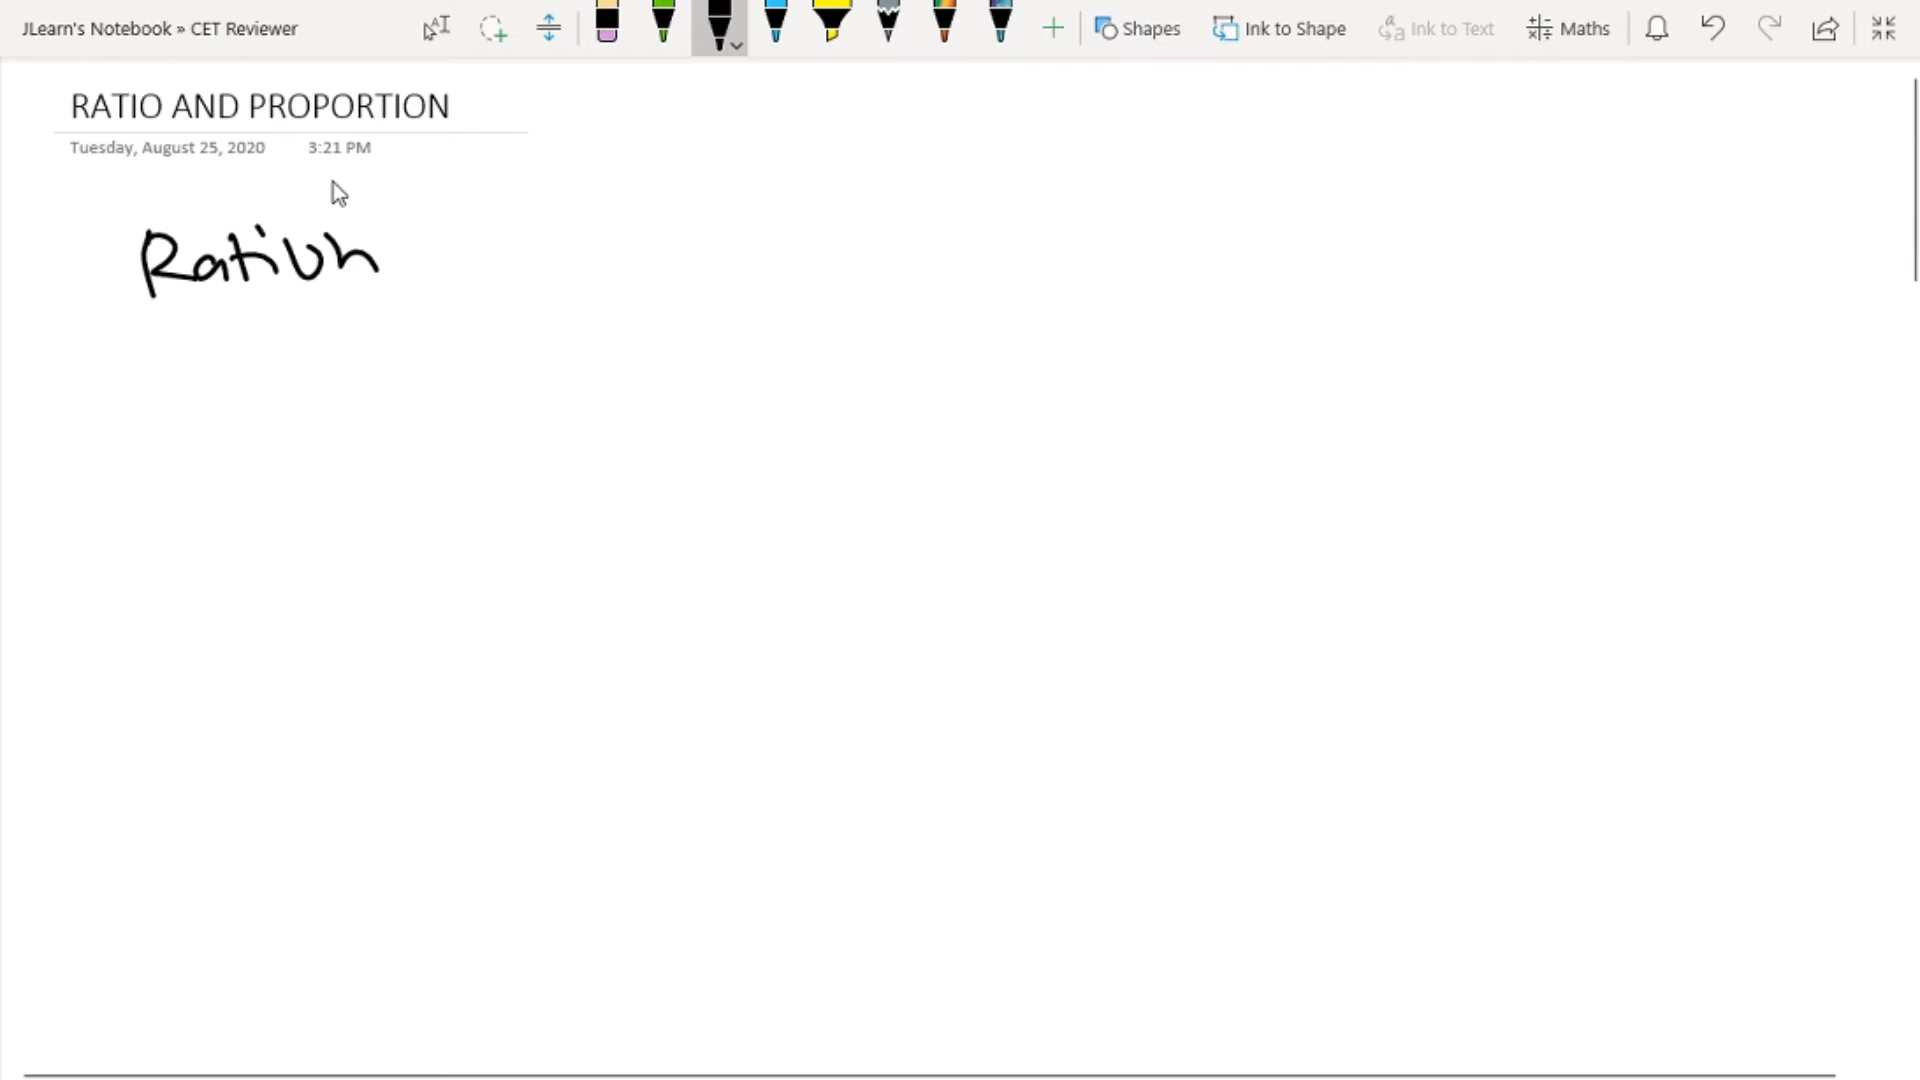 JLearn's Notebook » CET Reviewer Shapes Ink to Shape Ink to Text Maths
RATIO AND PROPORTION
Tuesday, August 25, 2020 3:21 PM
Ration